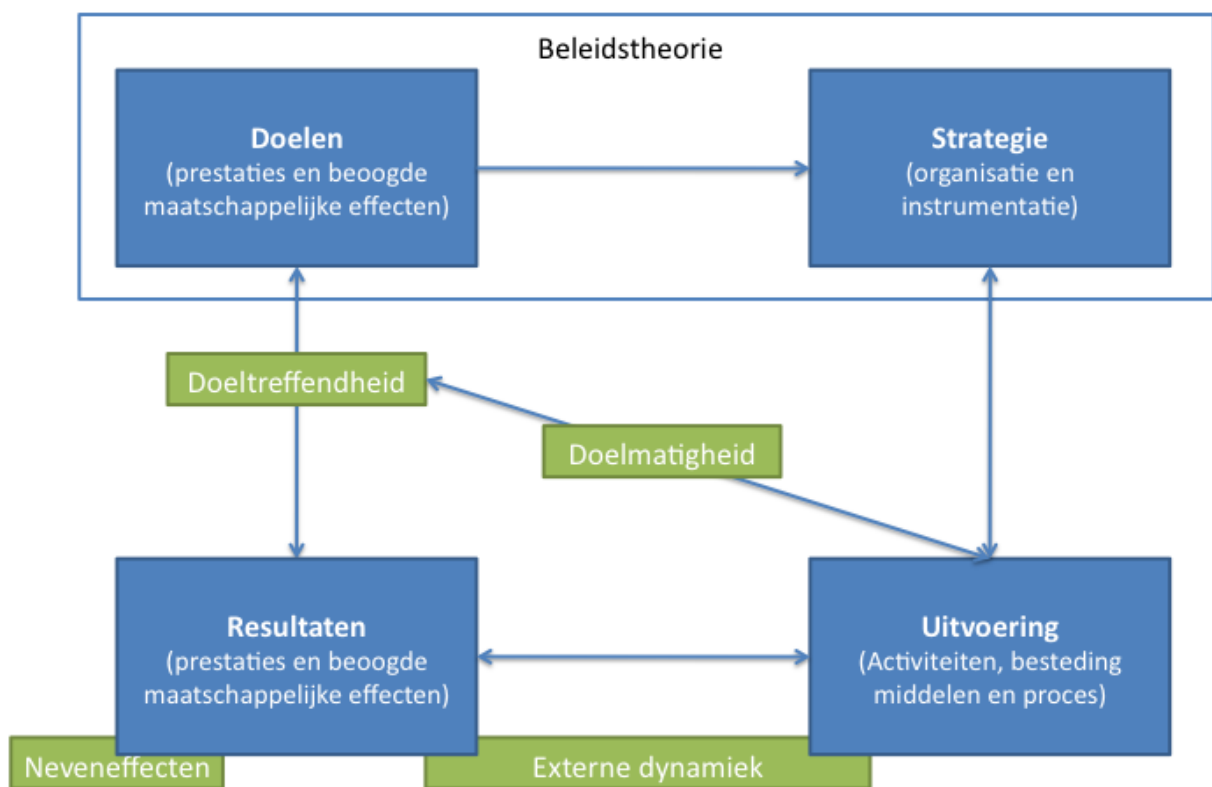 Beleidstheorie
Doelen
(prestaties en beoogde
maatschappelijke effecten)
Strategie
(organisatie en
instrumentatie)
Doeltreffendheid
Doelmatigheid
Resultaten
(prestaties en beoogde
maatschappelijke effecten)
Uitvoering
(Activiteiten, besteding
middelen en proces)
Neveneffecten
Externe dynamiek